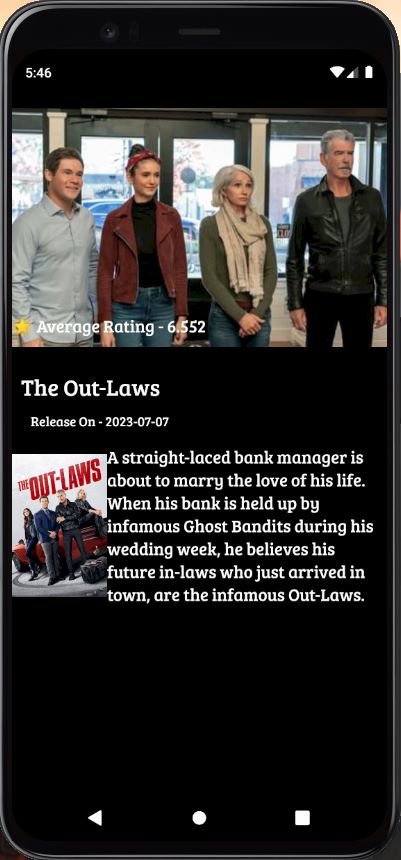 5:46
⭐ Average Rating - 6.552
The Out-Laws
Release On - 2023-07-07
THE OUT-LAWS
A straight-laced bank manager is
about to marry the love of his life.
When his bank is held up by
infamous Ghost Bandits during his
wedding week, he believes his
future in-laws who just arrived in
town, are the infamous Out-Laws.